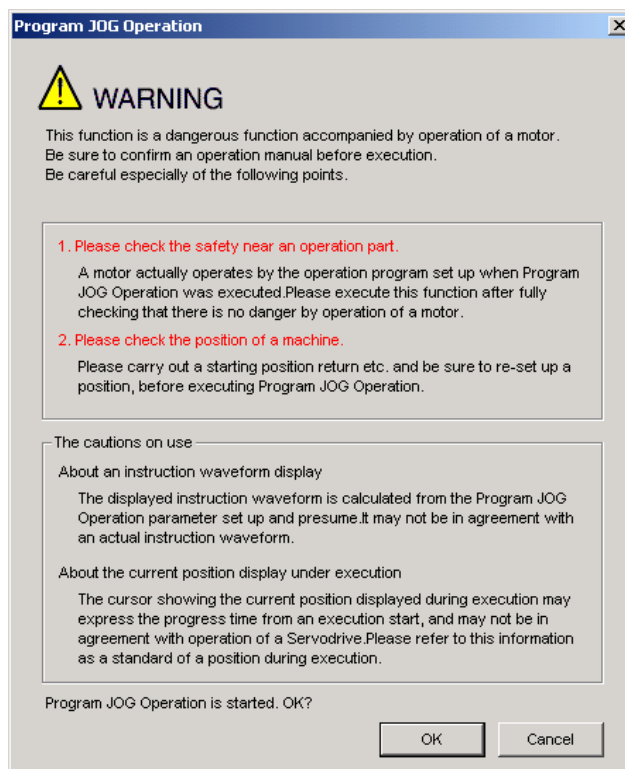 Program JOG Operation
WARNING
This function is a dangerous function accompanied by operation of a motor.
Be sure to confirm an operation manual before execution.
Be careful especially of the following points.
1. Please check the safety near an operation part.
A motor actually operates by the operation program set up when Program
JOG Operation was executed.Please execute this function after fully
checking that there is no danger by operation of a motor.
2. Please check the position of a machine.
Please carry out a starting position return etc. and be sure to re-set up a
position, before executing Program JOG Operation.
The cautions on use
About an instruction waveform display
The displayed instruction waveform is calculated from the Program JOG
Operation parameter set up and presume.It may not be in agreement with
an actual instruction waveform.
About the current position display under execution
The cursor showing the current position displayed during execution may
express the progress time from an execution start, and may not be in
agreement with operation of a Servodrive.Please refer to this information
as a standard of a position during execution.
Program JOG Operation is started. OK?
OK
Cancel